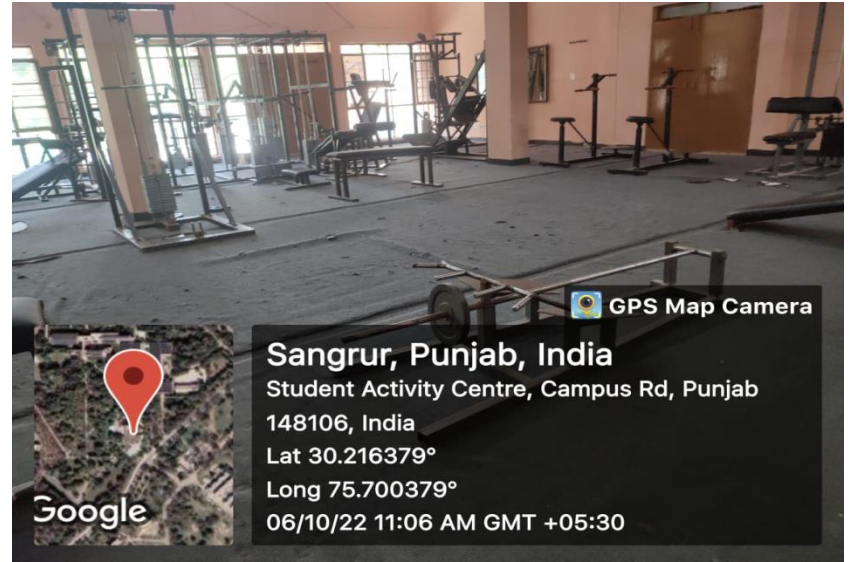 GPS Map Camera
Sangrur, Punjab, India
Student Activity Centre, Campus Rd, Punjab
148106, India
Lat 30.216379°
Long 75.700379°
06/10/22 11:06 AM GMT +05:30
Google